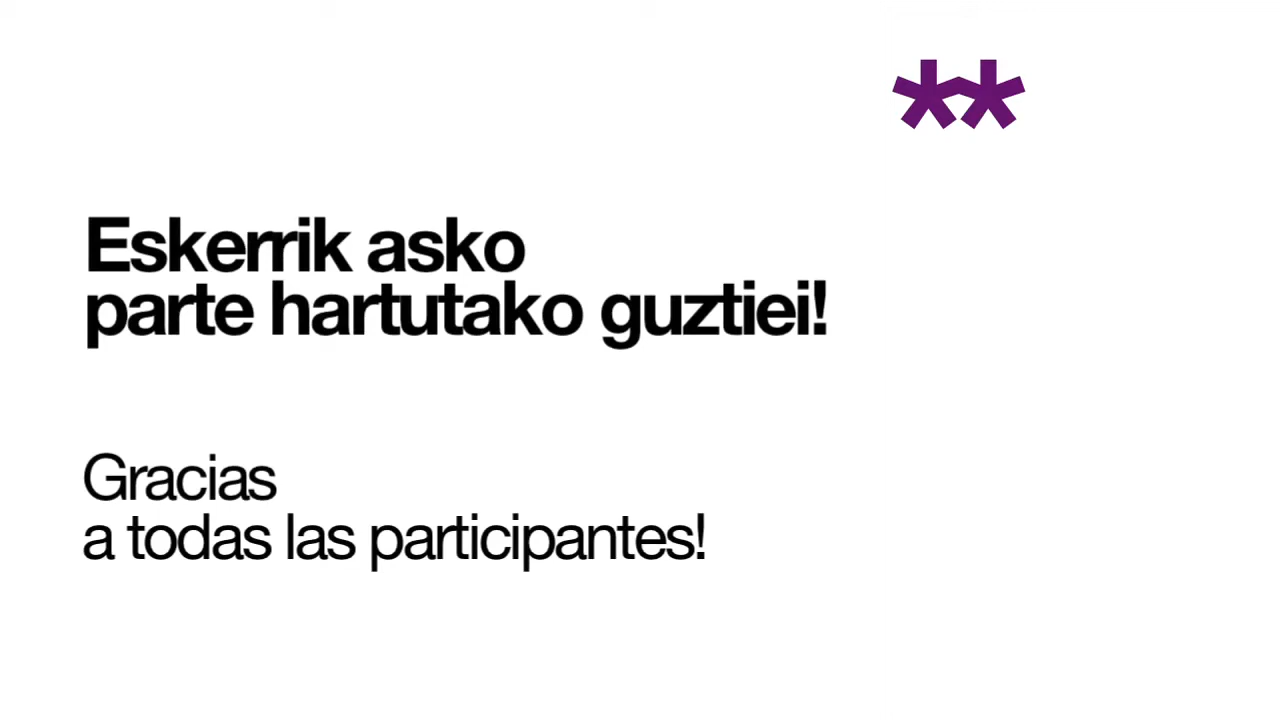 **
Eskerrik asko
parte hartutako guztiei!
Gracias
a todas las participantes!